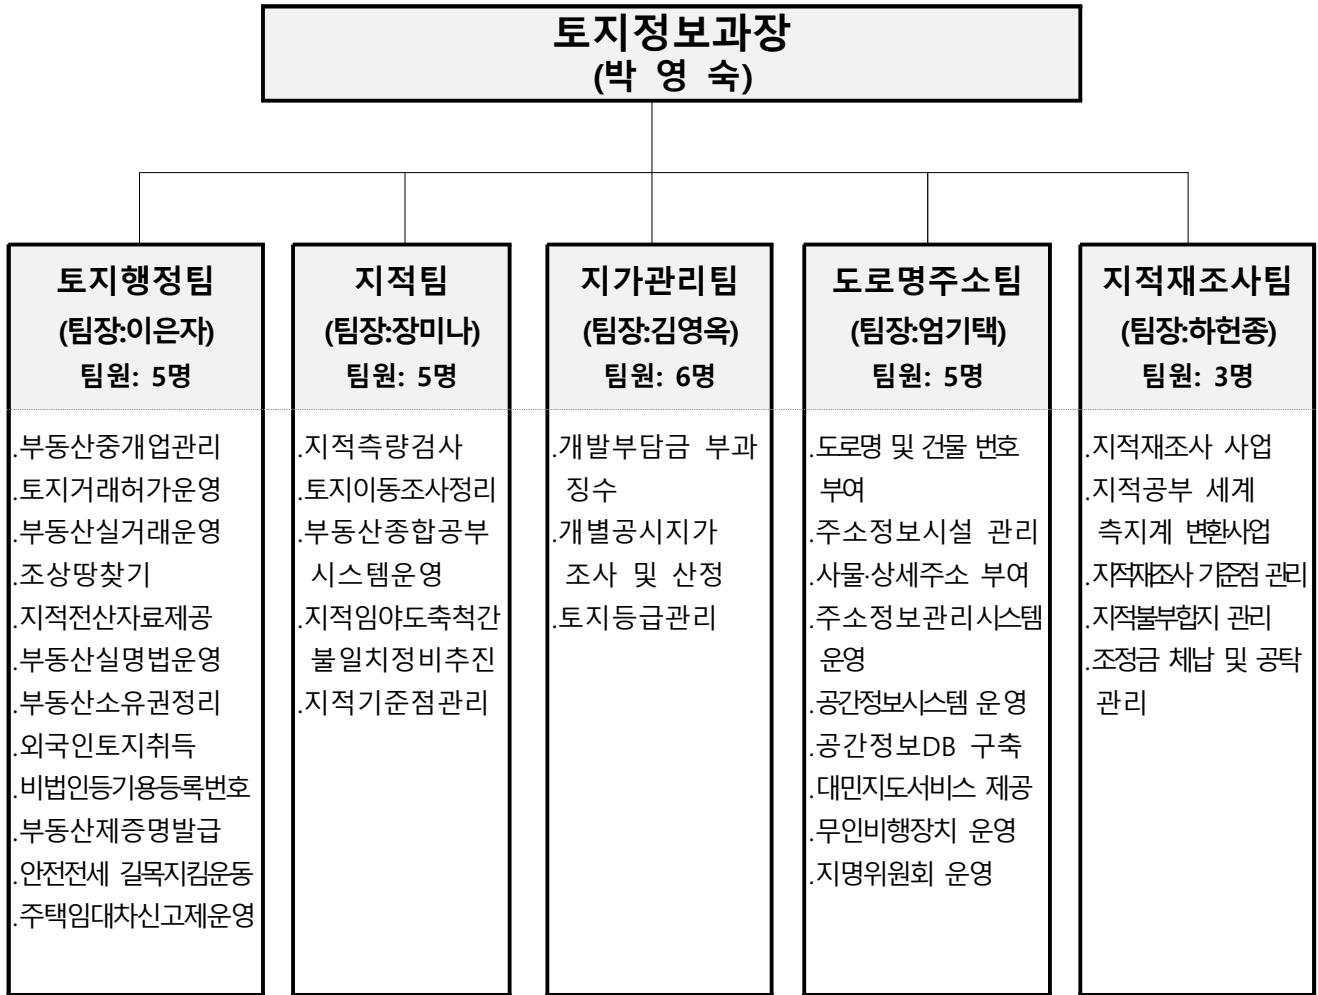 토지정보과장
(박 영 숙)
토지행정팀
(팀장:이은자)
팀원: 5명
.부동산중개업관리
.토지거래허가운영
.부동산실거래운영
.조상땅찾기
.지적전산자료제공
.부동산실명법운영
.부동산소유권정리
.외국인토지취득
.비법인등기용등록번호
.부동산제증명발급
.안전전세 길목지킴운동
.주택임대차신고제운영
지적팀
(팀장:장미나)
팀원: 5명
.지적측량검사
.토지이동조사정리
.부동산종합공부
시스템운영
.지적임야도축척간
불일치정비추진
.지적기준점관리
지가관리팀
(팀장:김영옥)
팀원: 6명
.개발부담금 부과
징수
.개별공시지가
조사 및 산정
.토지등급관리
도로명주소팀
(팀장:엄기택)
팀원: 5명
.도로명 및 건물 번호
부여
.주소정보시설 관리
.사물·상세주소 부여
.주소정보관리시스템
운영
.공간정보시스템 운영
.공간정보DB 구축
.대민지도서비스 제공
.무인비행장치 운영
.지명위원회 운영
지적재조사팀
(팀장:하헌종)
팀원: 3명
.지적재조사 사업
.지적공부 세계
측지계 변환사업
.지적재조사 기준점 관리
.지적불부합지 관리
.조정금 체납 및 공탁
관리